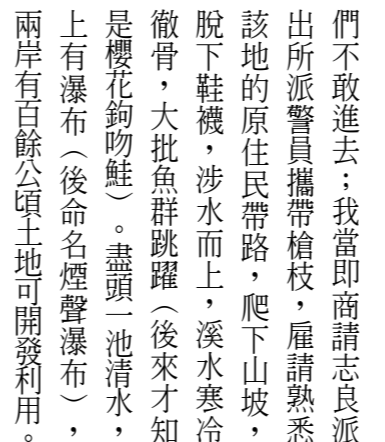 們不敢進去；我當即商請志良派
出所派警員攜帶槍枝，雇請熟悉
該地的原住民帶路，爬下山坡，
脫下鞋襪，涉水而上，溪水寒冷
徹骨，大批魚群跳躍（後來才知
是櫻花鉤吻鮭）。盡頭一池清水，
上有瀑布（後命名煙聲瀑布），
兩岸有百餘公頃土地可開發利用。